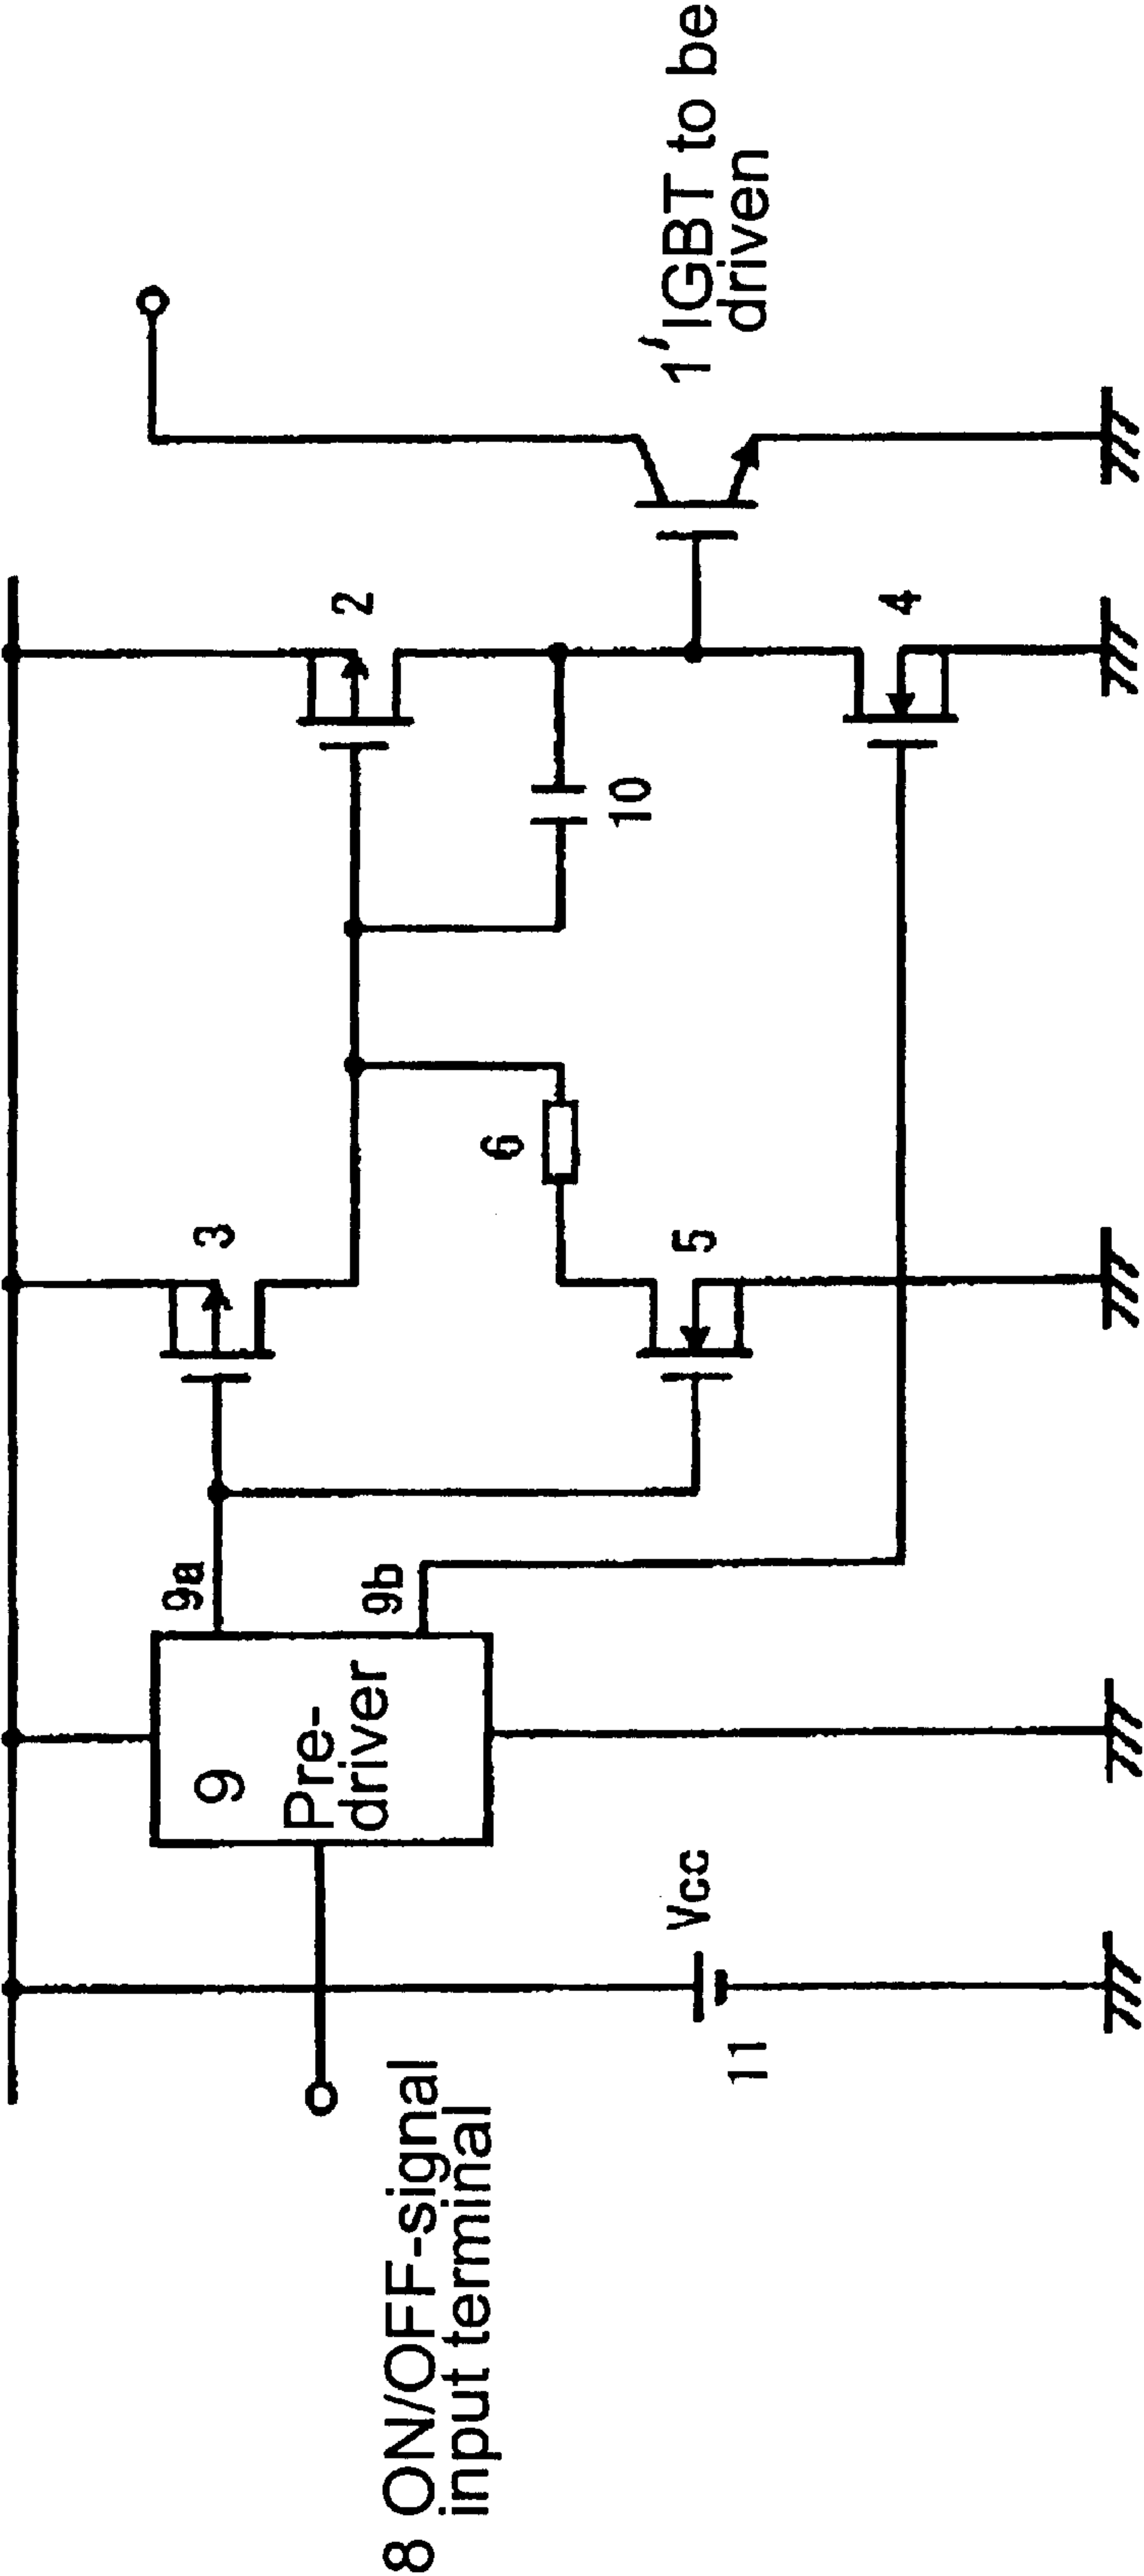 8 ON/OFF-signal
input terminal
11
Vcc
9
Pre-
driver
9a
9b
3
5
6
10
2
4
1′ IGBT to be
driven